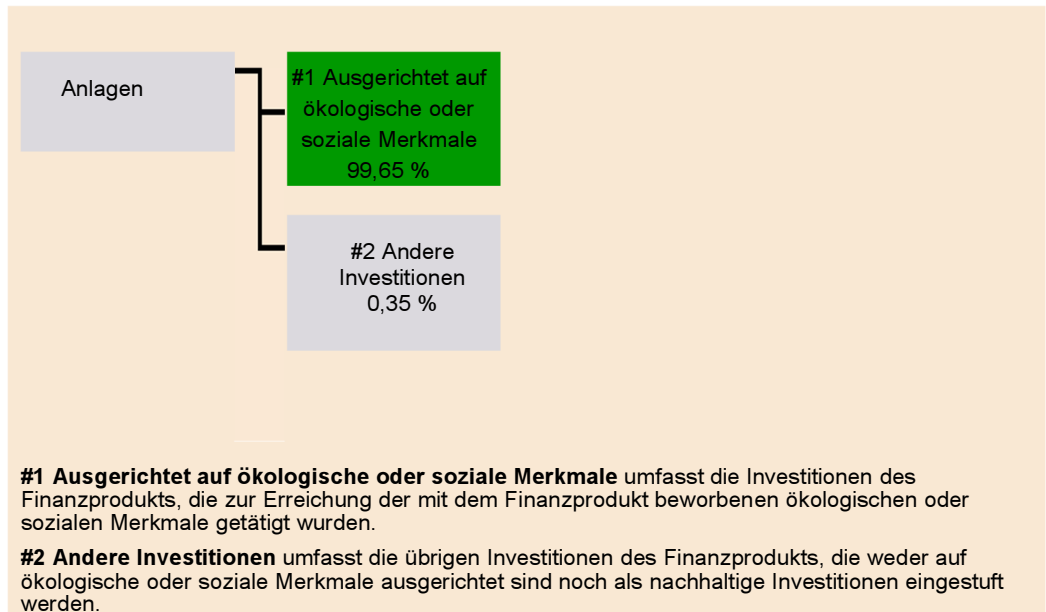 Anlagen
#1 Ausgerichtet auf
ökologische oder
soziale Merkmale
99,65 %
#2 Andere
Investitionen
0,35 %
#1 Ausgerichtet auf ökologische oder soziale Merkmale umfasst die Investitionen des
Finanzprodukts, die zur Erreichung der mit dem Finanzprodukt beworbenen ökologischen oder
sozialen Merkmale getätigt wurden.
#2 Andere Investitionen umfasst die übrigen Investitionen des Finanzprodukts, die weder auf
ökologische oder soziale Merkmale ausgerichtet sind noch als nachhaltige Investitionen eingestuft
werden.